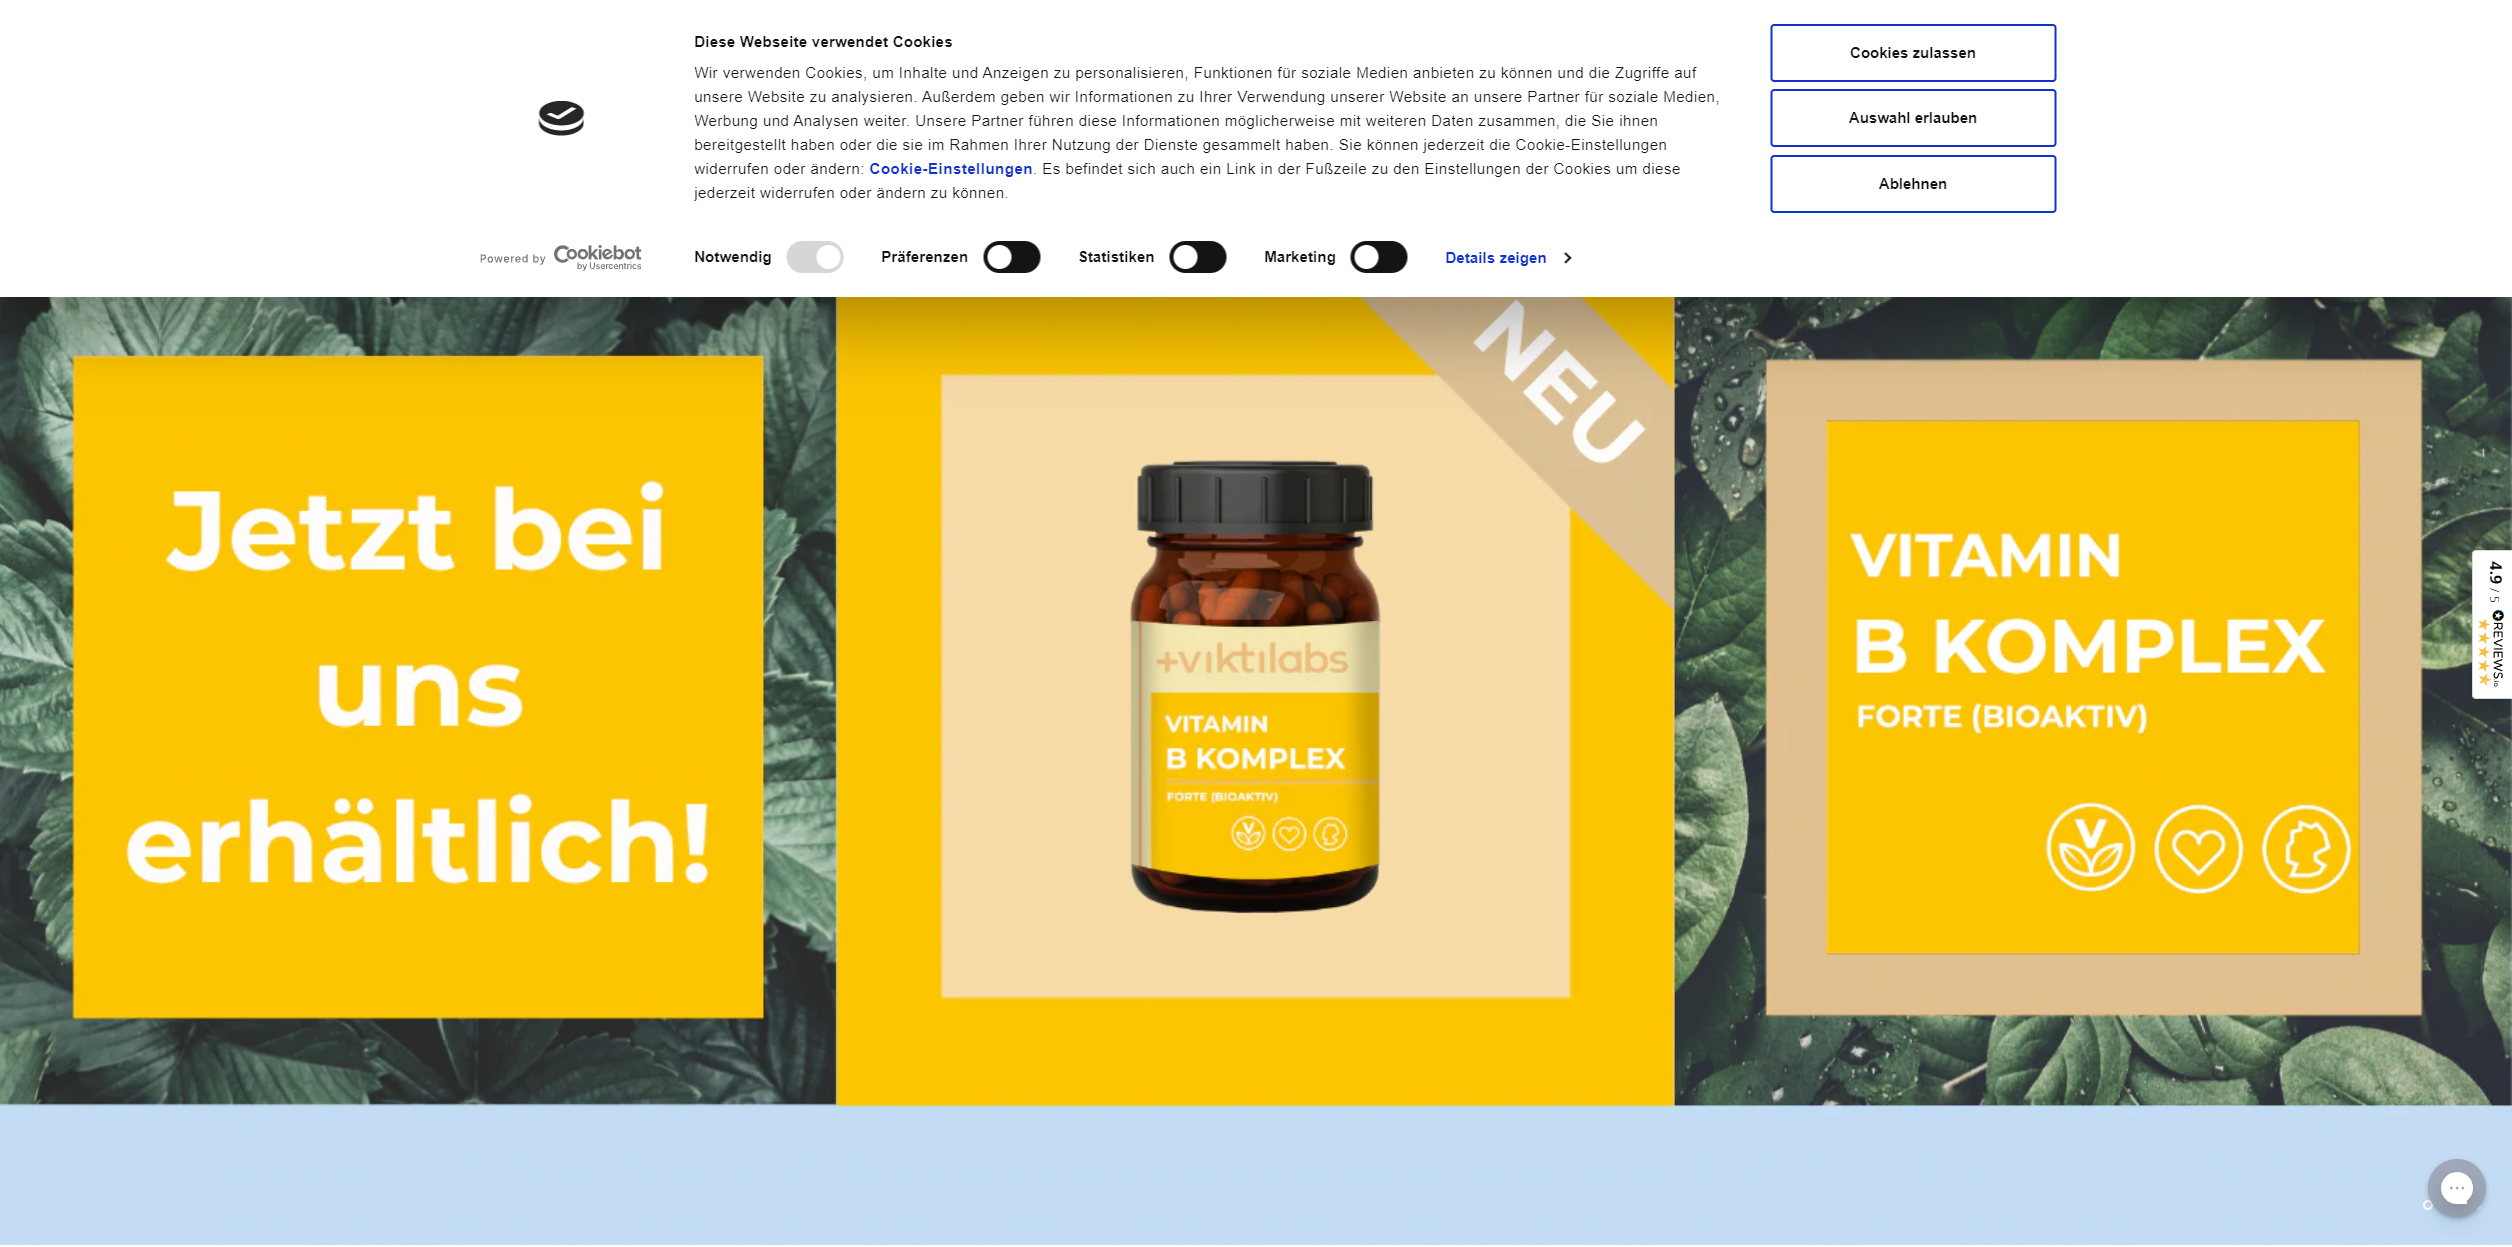 Diese Webseite verwendet Cookies
Wir verwenden Cookies, um Inhalte und Anzeigen zu personalisieren, Funktionen für soziale Medien anbieten zu können und die Zugriffe auf
unsere Website zu analysieren. Außerdem geben wir Informationen zu Ihrer Verwendung unserer Website an unsere Partner für soziale Medien,
Werbung und Analysen weiter. Unsere Partner führen diese Informationen möglicherweise mit weiteren Daten zusammen, die Sie ihnen
bereitgestellt haben oder die sie im Rahmen Ihrer Nutzung der Dienste gesammelt haben. Sie können jederzeit die Cookie-Einstellungen
widerrufen oder ändern: Cookie-Einstellungen. Es befindet sich auch ein Link in der Fußzeile zu den Einstellungen der Cookies um diese
jederzeit widerrufen oder ändern zu können.
Cookies zulassen
Auswahl erlauben
Ablehnen
Powered by Cookiebot
by Usercentrics
Notwendig
Präferenzen
Statistiken
Marketing
Details zeigen
Jetzt bei
uns
erhältlich!
NEU
+viktilabs
VITAMIN
B KOMPLEX
FORTE (BIOAKTIV)
VITAMIN
B KOMPLEX
FORTE (BIOAKTIV)
4.9 / 5
REVIEWS.io